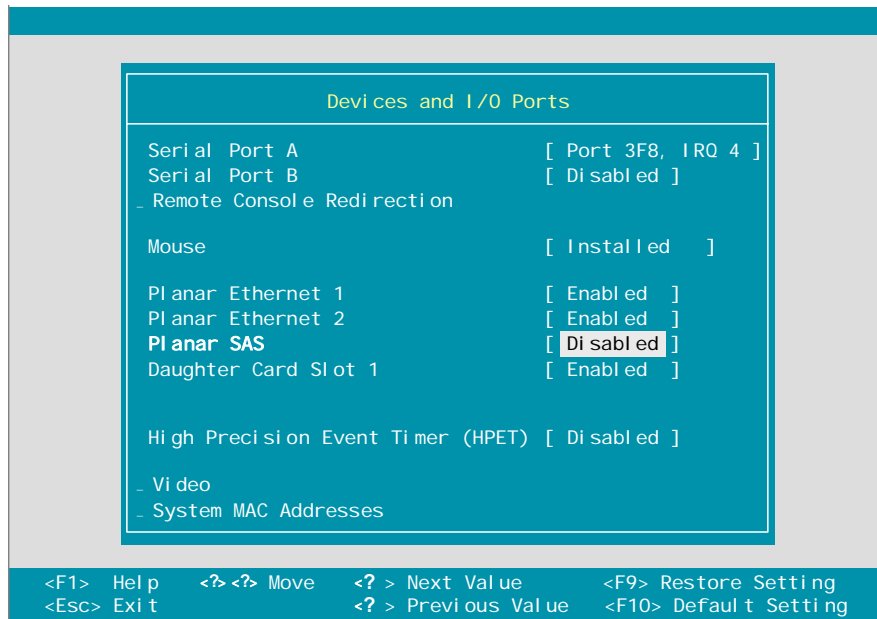 Devices and I/O Ports
Serial Port A [ Port 3F8, IRQ 4 ]
Serial Port B [ Disabled ]
_ Remote Console Redirection
Mouse [ Installed ]
Planar Ethernet 1 [ Enabled ]
Planar Ethernet 2 [ Enabled ]
Planar SAS [ Disabled ]
Daughter Card Slot 1 [ Enabled ]
High Precision Event Timer (HPET) [ Disabled ]
_ Video
_ System MAC Addresses
<F1> Help <?> <?> Move <? > Next Value <F9> Restore Setting
<Esc> Exit <? > Previous Value <F10> Default Setting